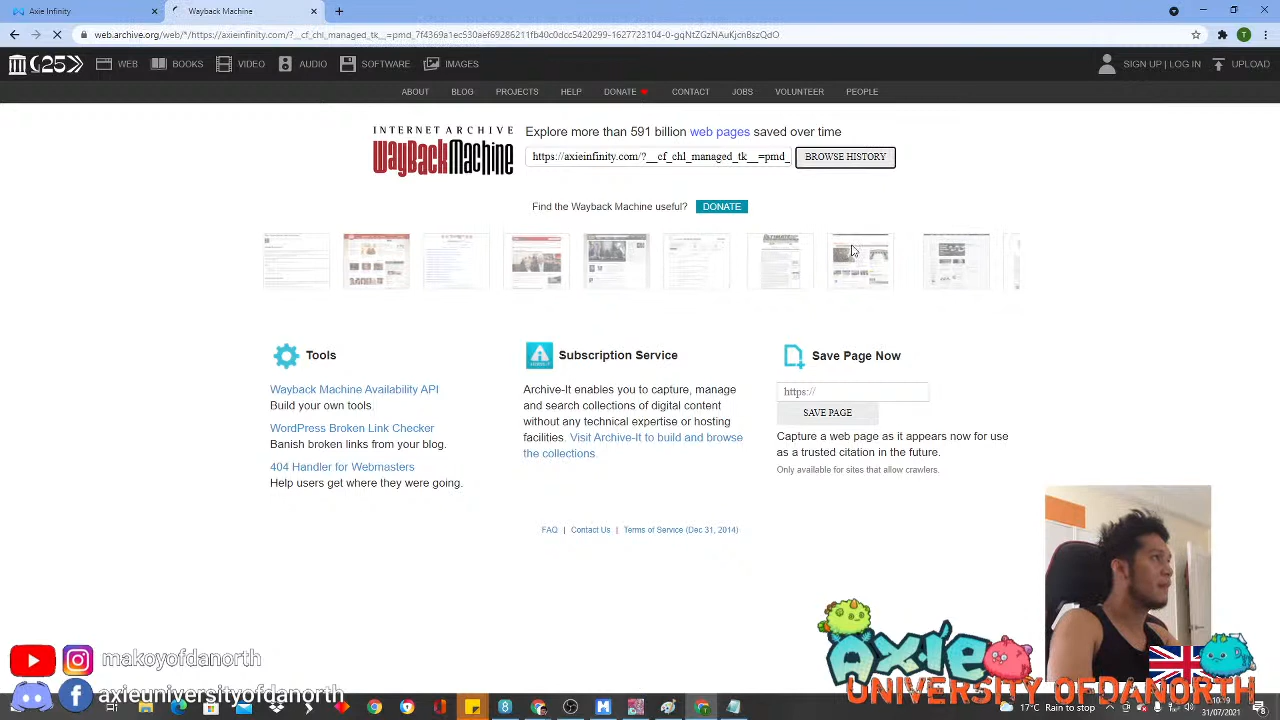 Axie Infinity
Wayback Machine
web.archive.org/web/*/https://axieinfinity.com/?__cf_chl_managed_tk__=pmd_7f4369a1ec530aef69286211fb40c0dcc5420299-1627723104-0-gqNtZGzNAuKjcnBszQdO
T
25
WEB
BOOKS
VIDEO
AUDIO
SOFTWARE
IMAGES
SIGN UP | LOG IN
UPLOAD
ABOUT
BLOG
PROJECTS
HELP
DONATE
CONTACT
JOBS
VOLUNTEER
PEOPLE
INTERNET ARCHIVE
WayBackMachine
Explore more than 591 billion web pages saved over time
https://axieinfinity.com/?__cf_chl_managed_tk__=pmd_
BROWSE HISTORY
Find the Wayback Machine useful?
DONATE
Tools
Wayback Machine Availability API
Build your own tools.
WordPress Broken Link Checker
Banish broken links from your blog.
404 Handler for Webmasters
Help users get where they were going.
Subscription Service
Archive-It enables you to capture, manage
and search collections of digital content
without any technical expertise or hosting
facilities. Visit Archive-It to build and browse
the collections.
Save Page Now
https://
SAVE PAGE
Capture a web page as it appears now for use
as a trusted citation in the future.
Only available for sites that allow crawlers.
FAQ | Contact Us | Terms of Service (Dec 31, 2014)
makoyofdanorth
axieuniversityofdanorth
Axie
UNIVERSITY OFDANORTH
17°C Rain to stop
10:19
31/07/2021